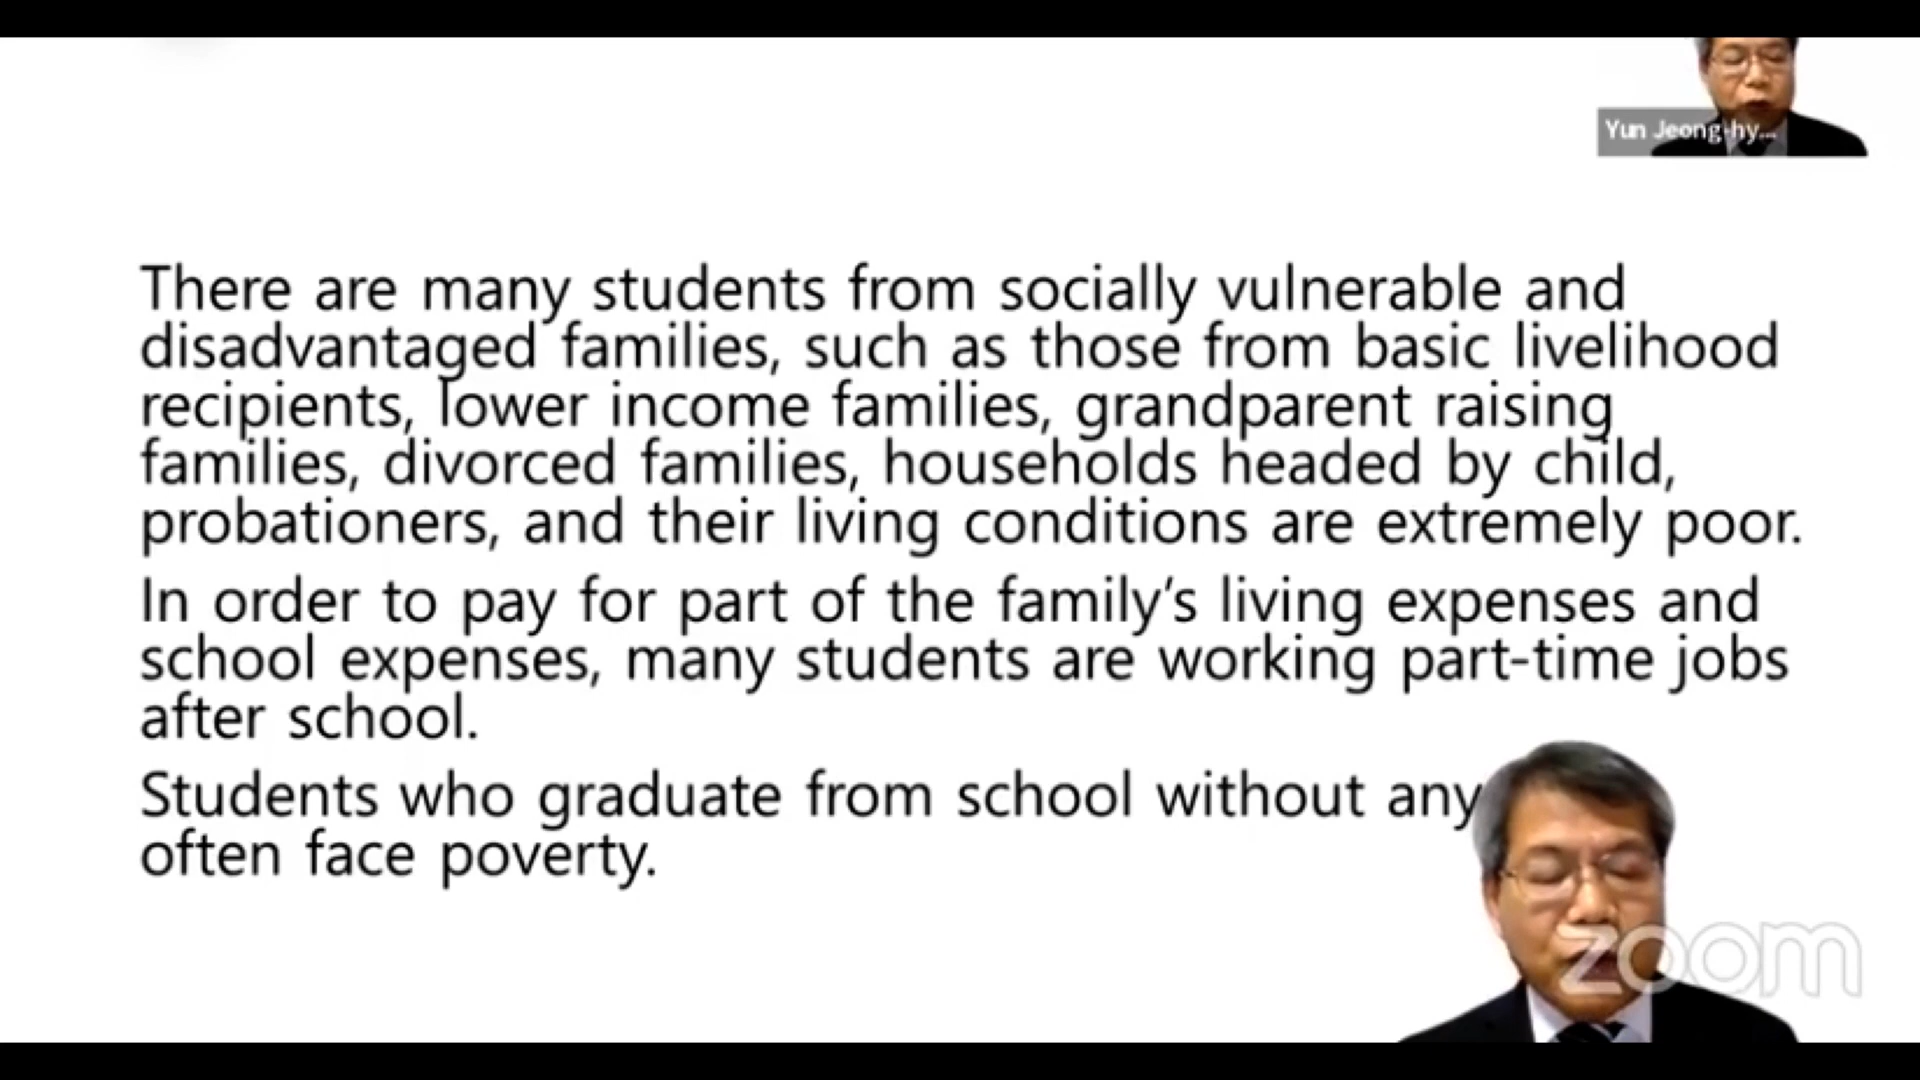 Yun Jeong-hy...
There are many students from socially vulnerable and
disadvantaged families, such as those from basic livelihood
recipients, lower income families, grandparent raising
families, divorced families, households headed by child,
probationers, and their living conditions are extremely poor.
In order to pay for part of the family’s living expenses and
school expenses, many students are working part-time jobs
after school.
Students who graduate from school without any
often face poverty.
zoom